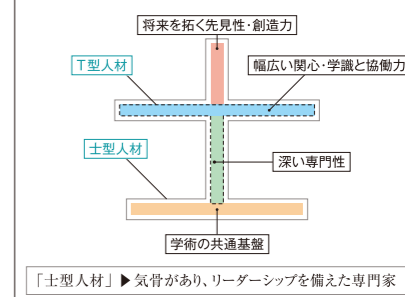 将来を拓く先見性・創造力
T型人材
幅広い関心・学識と協働力
士型人材
深い専門性
学術の共通基盤
「士型人材」▶気骨があり、リーダーシップを備えた専門家